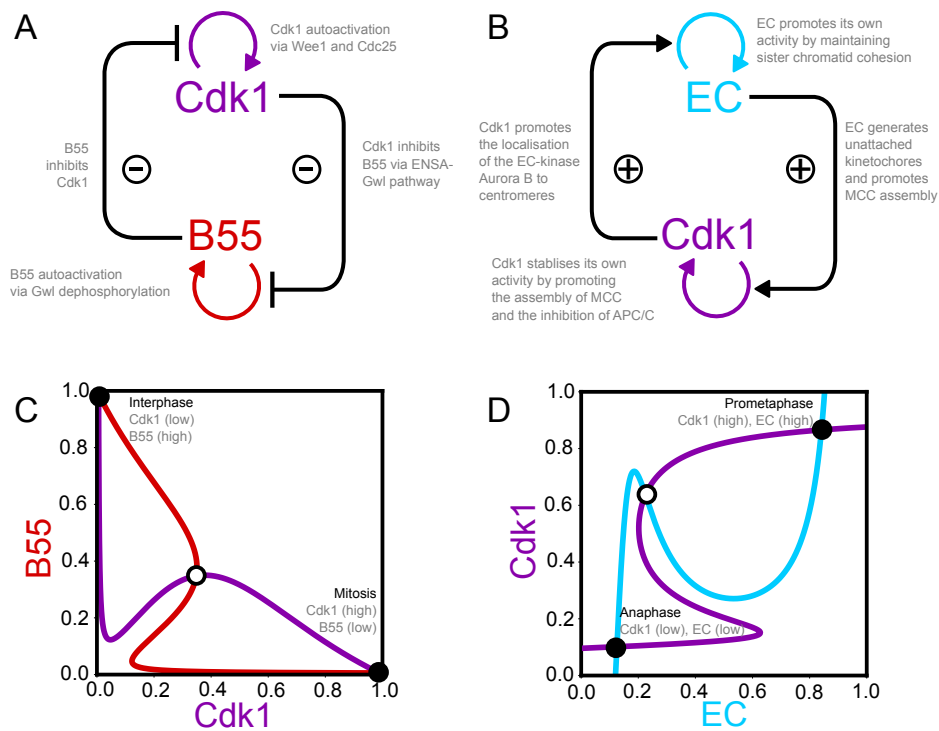 A
Cdk1 autoactivation
via Wee1 and Cdc25
Cdk1
B55
inhibits
Cdk1
−
−
Cdk1 inhibits
B55 via ENSA-
Gwl pathway
B55
B55 autoactivation
via Gwl dephosphorylation
B
EC promotes its own
activity by maintaining
sister chromatid cohesion
EC
Cdk1 promotes
the localisation
of the EC-kinase
Aurora B to
centromeres
+
+
EC generates
unattached
kinetochores
and promotes
MCC assembly
Cdk1
Cdk1 stablises its own
activity by promoting
the assembly of MCC
and the inhibition of APC/C
C
1.0
0.8
0.6
0.4
0.2
0.0
B55
Interphase
Cdk1 (low)
B55 (high)
Mitosis
Cdk1 (high)
B55 (low)
0.0 0.2 0.4 0.6 0.8 1.0
Cdk1
D
1.0
0.8
0.6
0.4
0.2
0.0
Cdk1
Prometaphase
Cdk1 (high), EC (high)
Anaphase
Cdk1 (low), EC (low)
0.0 0.2 0.4 0.6 0.8 1.0
EC